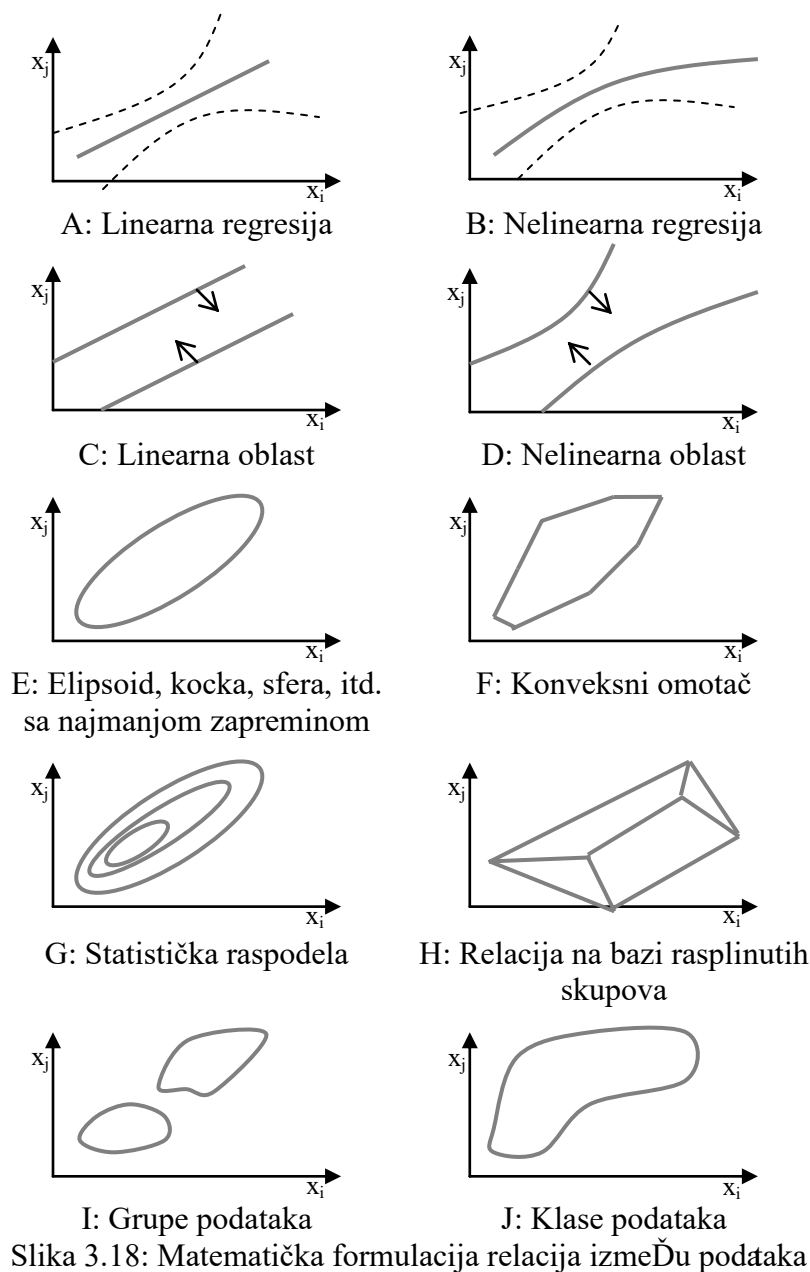 x_j
x_i
A: Linearna regresija
x_j
x_i
B: Nelinearna regresija
x_j
x_i
C: Linearna oblast
x_j
x_i
D: Nelinearna oblast
x_j
x_i
E: Elipsoid, kocka, sfera, itd.
sa najmanjom zapreminom
x_j
x_i
F: Konveksni omotač
x_j
x_i
G: Statistička raspodela
x_j
x_i
H: Relacija na bazi rasplinutih
skupova
x_j
x_i
I: Grupe podataka
x_j
x_i
J: Klase podataka
Slika 3.18: Matematička formulacija relacija izmeĎu podataka